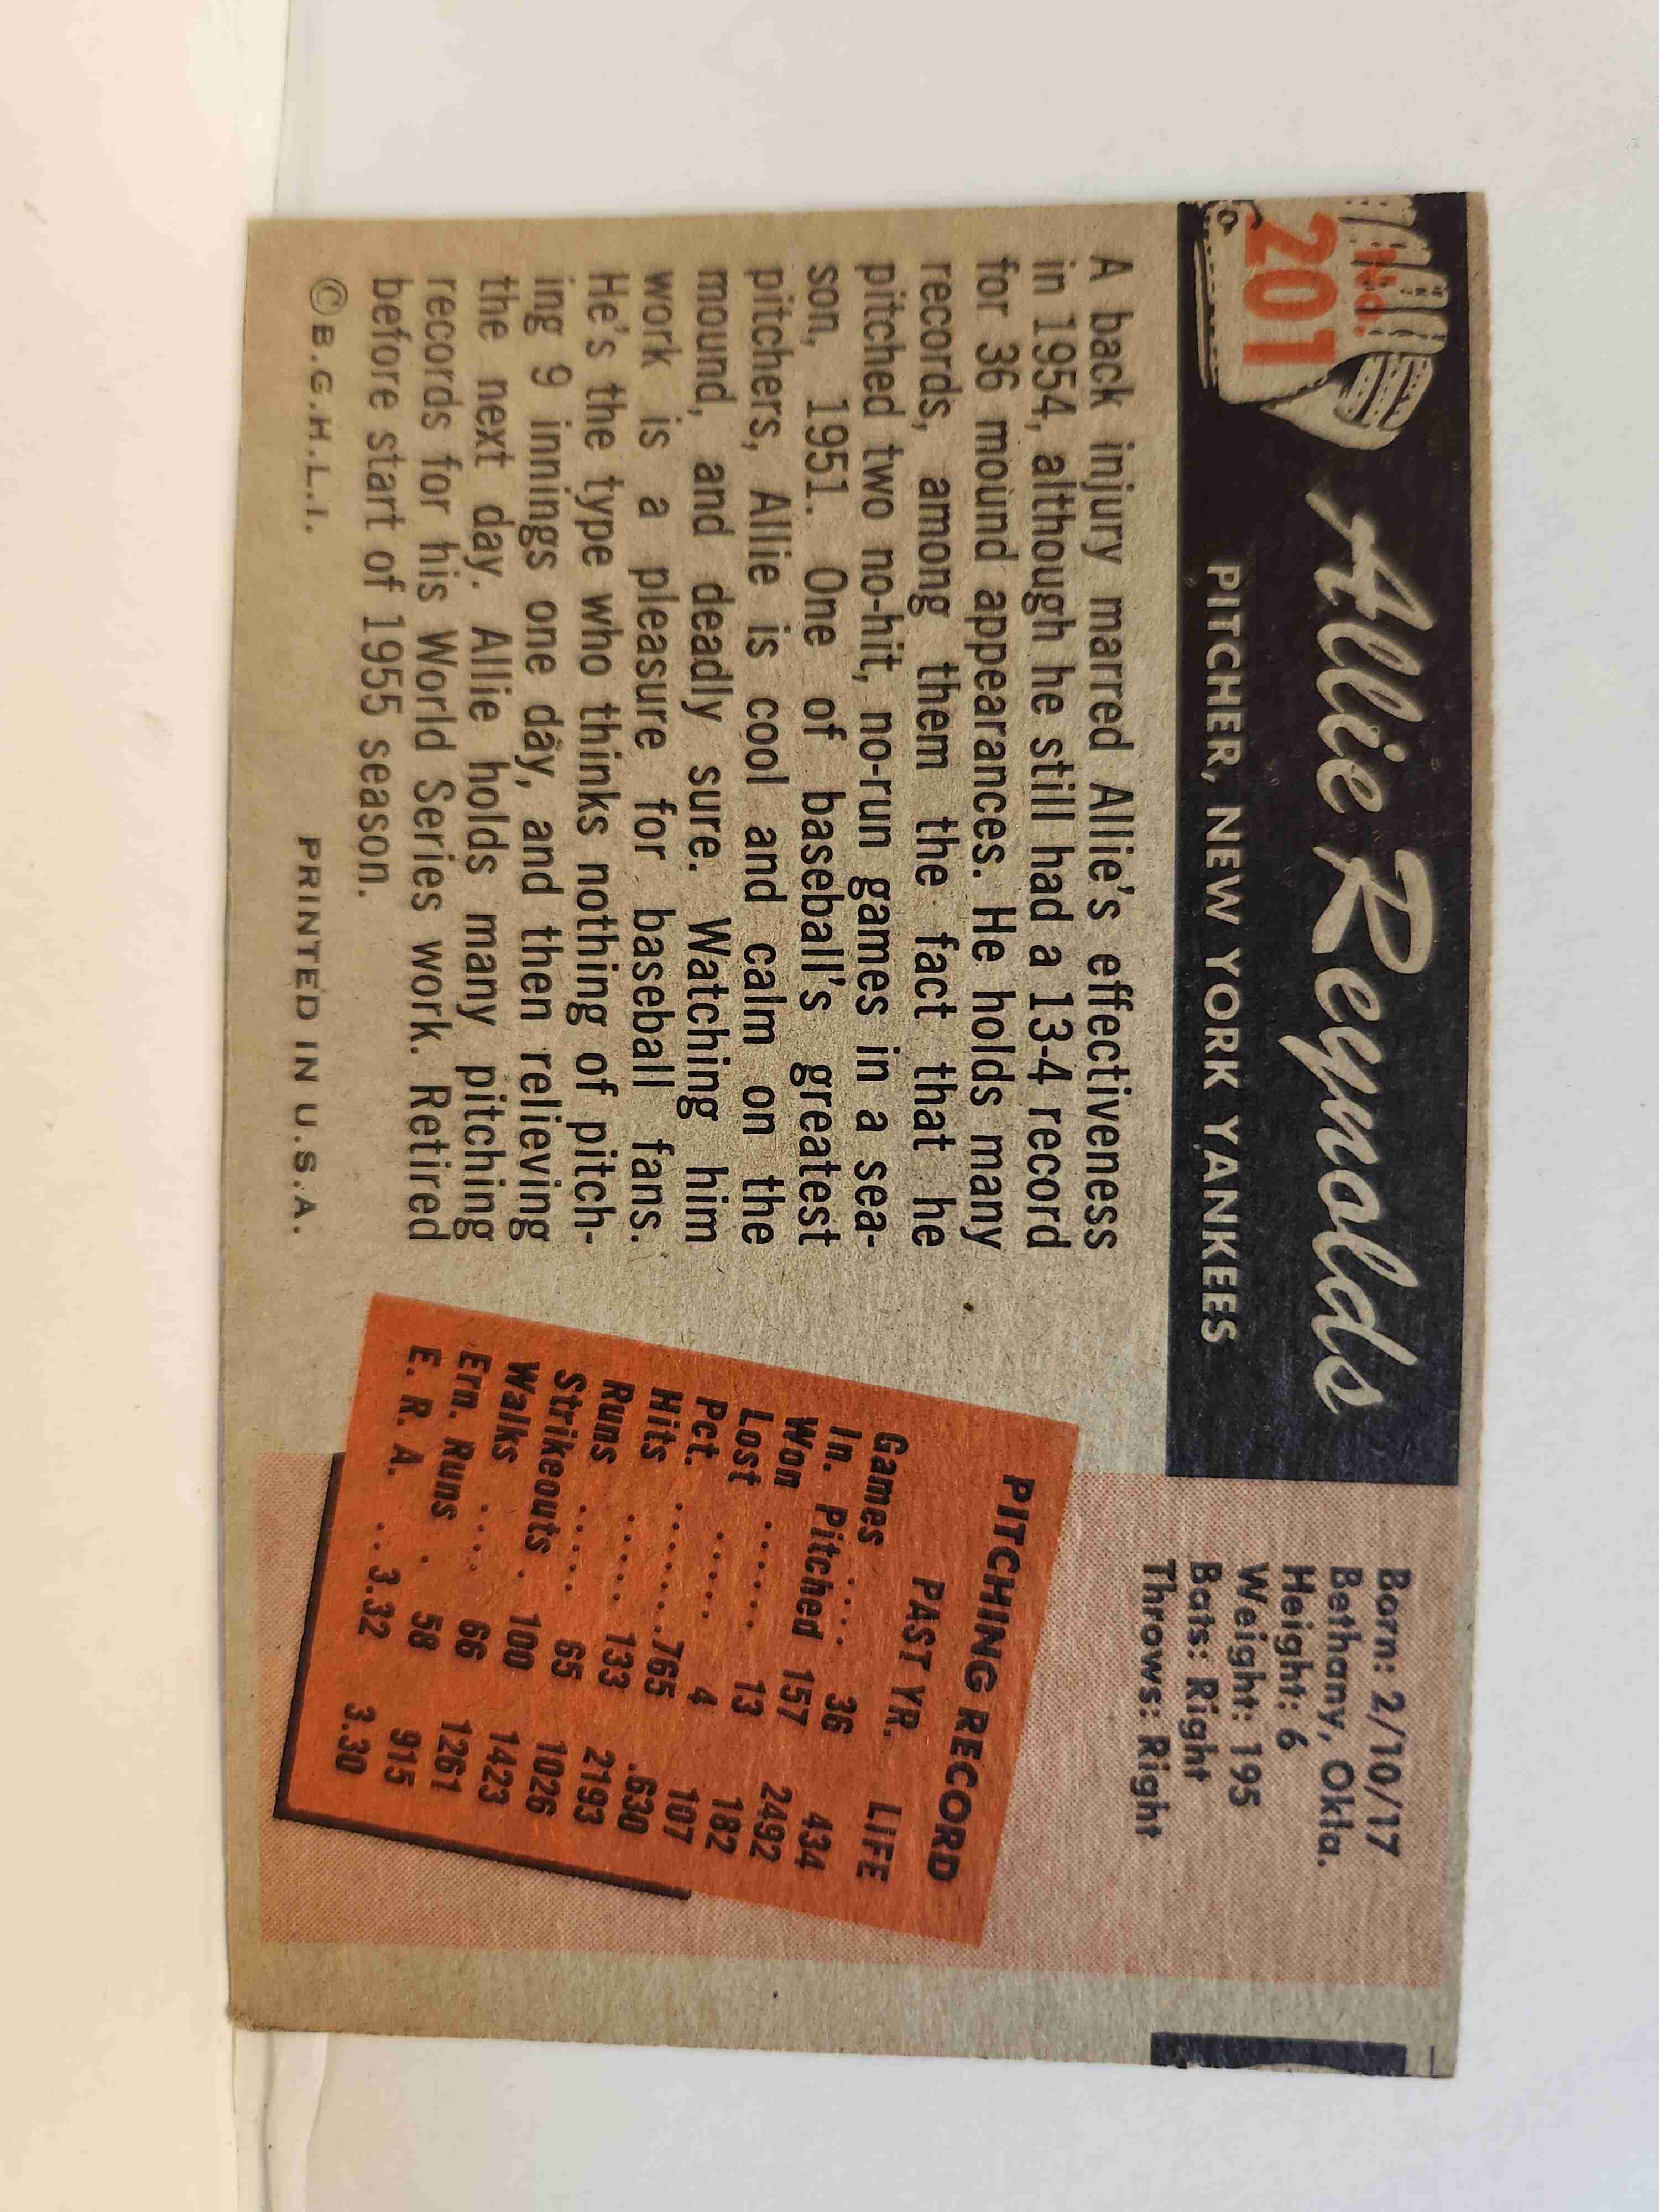 No.
201
Allie Reynolds
PITCHER, NEW YORK YANKEES
Born: 2/10/17
Bethany, Okla.
Height: 6
Weight: 195
Bats: Right
Throws: Right
A back injury marred Allie's effectiveness
in 1954, although he still had a 13-4 record
for 36 mound appearances. He holds many
records, among them the fact that he
pitched two no-hit, no-run games in a sea-
son, 1951. One of baseball's greatest
pitchers, Allie is cool and calm on the
mound, and deadly sure. Watching him
work is a pleasure for baseball fans.
He's the type who thinks nothing of pitch-
ing 9 innings one day, and then relieving
the next day. Allie holds many pitching
records for his World Series work. Retired
before start of 1955 season.
©B.G.H.L.I. PRINTED IN U.S.A.
PITCHING RECORD
PAST YR. LIFE
Games .... 36 434
In. Pitched 157 2492
Won ...... 13 182
Lost ..... 4 107
Pct. .......765 .630
Hits ..... 133 2193
Runs ..... 65 1026
Strikeouts . 100 1423
Walks .... 66 1261
Ern. Runs . 58 915
E. R. A. ..3.32 3.30